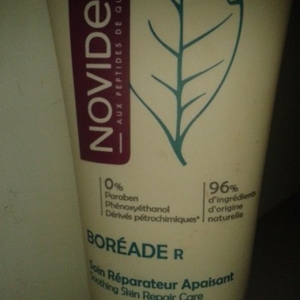 NOVIDE
AUX PEPTIDES DE QU
0%
Paraben
Phénoxyéthanol
Dérivés pétrochimiques*
96%
d'ingrédients
d'origine
naturelle
BORÉADE R
Soin Réparateur Apaisant
Soothing Skin Repair Care